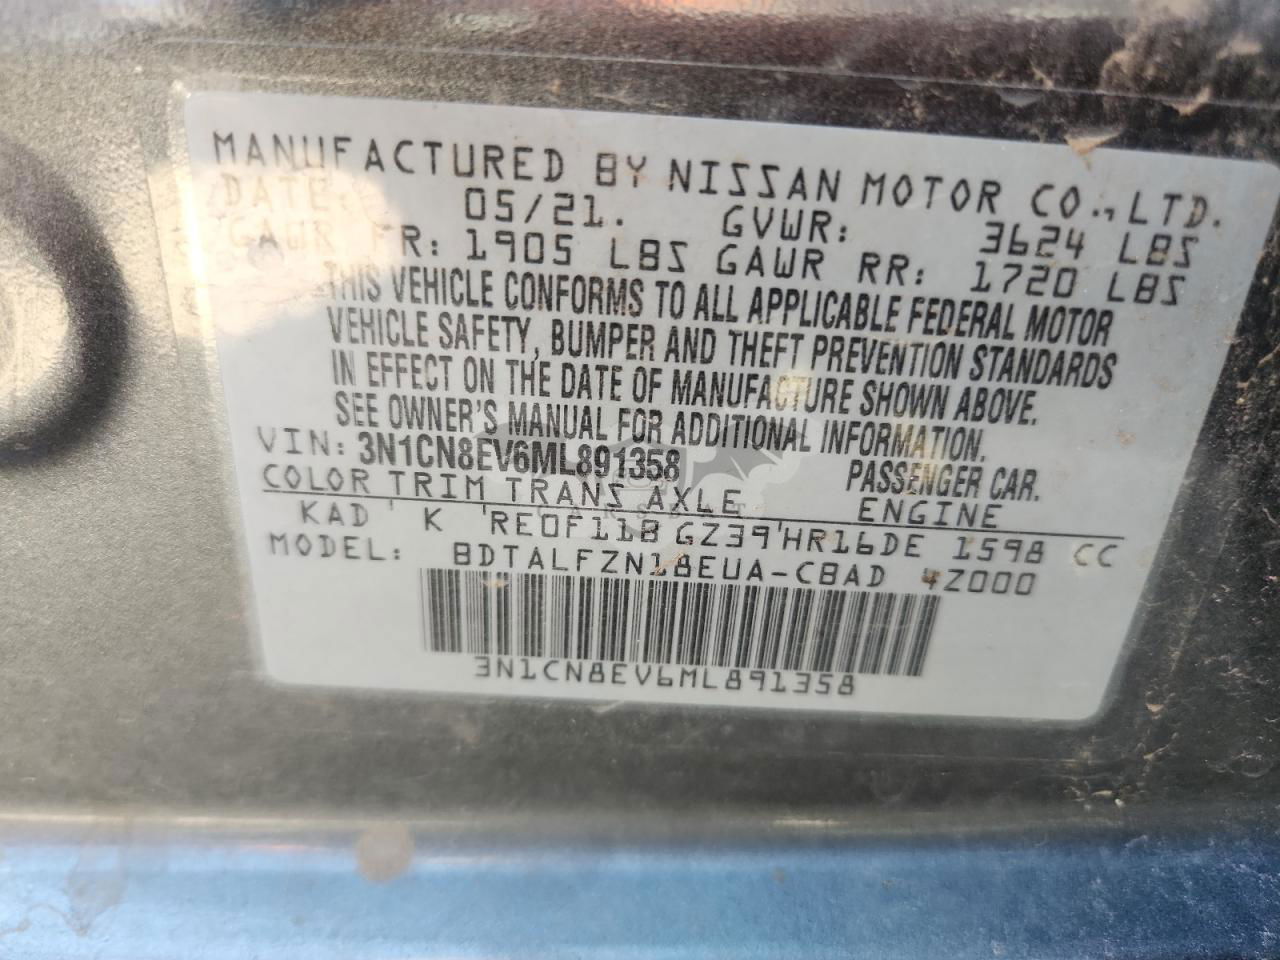 MANUFACTURED BY NISSAN MOTOR CO., LTD.
DATE: 05/21. GVWR: 3624 LBS
GAWR FR: 1905 LBS GAWR RR: 1720 LBS
THIS VEHICLE CONFORMS TO ALL APPLICABLE FEDERAL MOTOR
VEHICLE SAFETY, BUMPER AND THEFT PREVENTION STANDARDS
IN EFFECT ON THE DATE OF MANUFACTURE SHOWN ABOVE.
SEE OWNER'S MANUAL FOR ADDITIONAL INFORMATION.
VIN: 3N1CN8EV6ML891358 PASSENGER CAR.
COLOR TRIM TRANS AXLE ENGINE
KAD K RE0F11B GZ39 HR16DE 1598 CC
MODEL: BDTALFZN18EUA-CBAD 4Z000
3N1CN8EV6ML891358